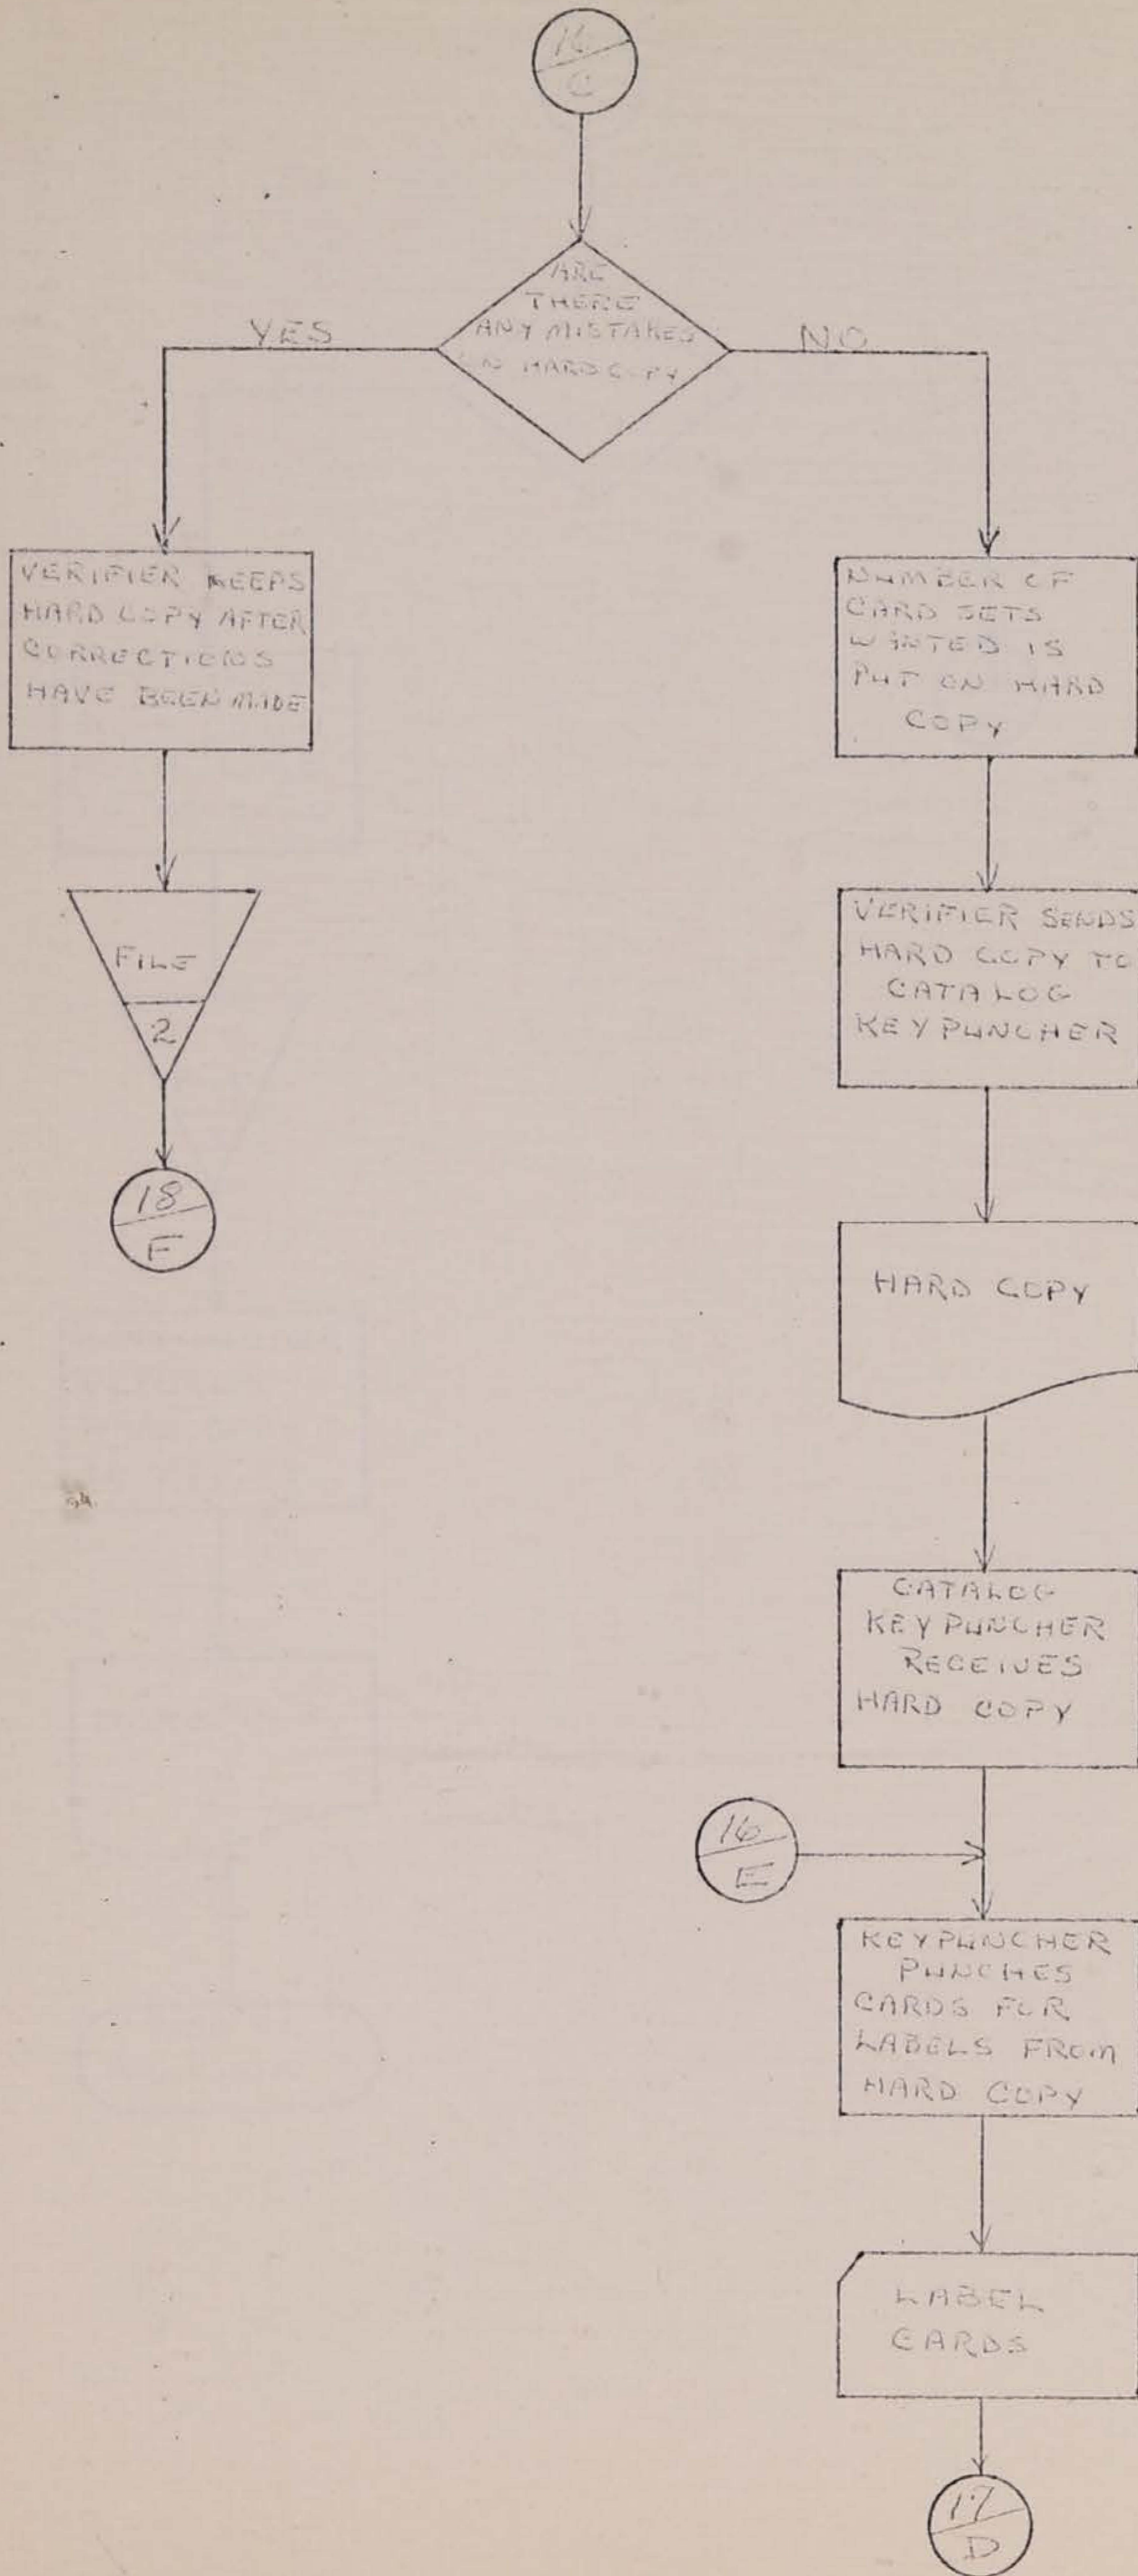 16
C
ARE
THERE
ANY MISTAKES
ON HARD COPY
YES
NO
VERIFIER KEEPS
HARD COPY AFTER
CORRECTIONS
HAVE BEEN MADE
FILE
2
18
F
NUMBER OF
CARD SETS
WANTED IS
PUT ON HARD
COPY
VERIFIER SENDS
HARD COPY TO
CATALOG
KEYPUNCHER
HARD COPY
CATALOG
KEYPUNCHER
RECEIVES
HARD COPY
16
E
KEYPUNCHER
PUNCHES
CARDS FOR
LABELS FROM
HARD COPY
LABEL
CARDS
17
D